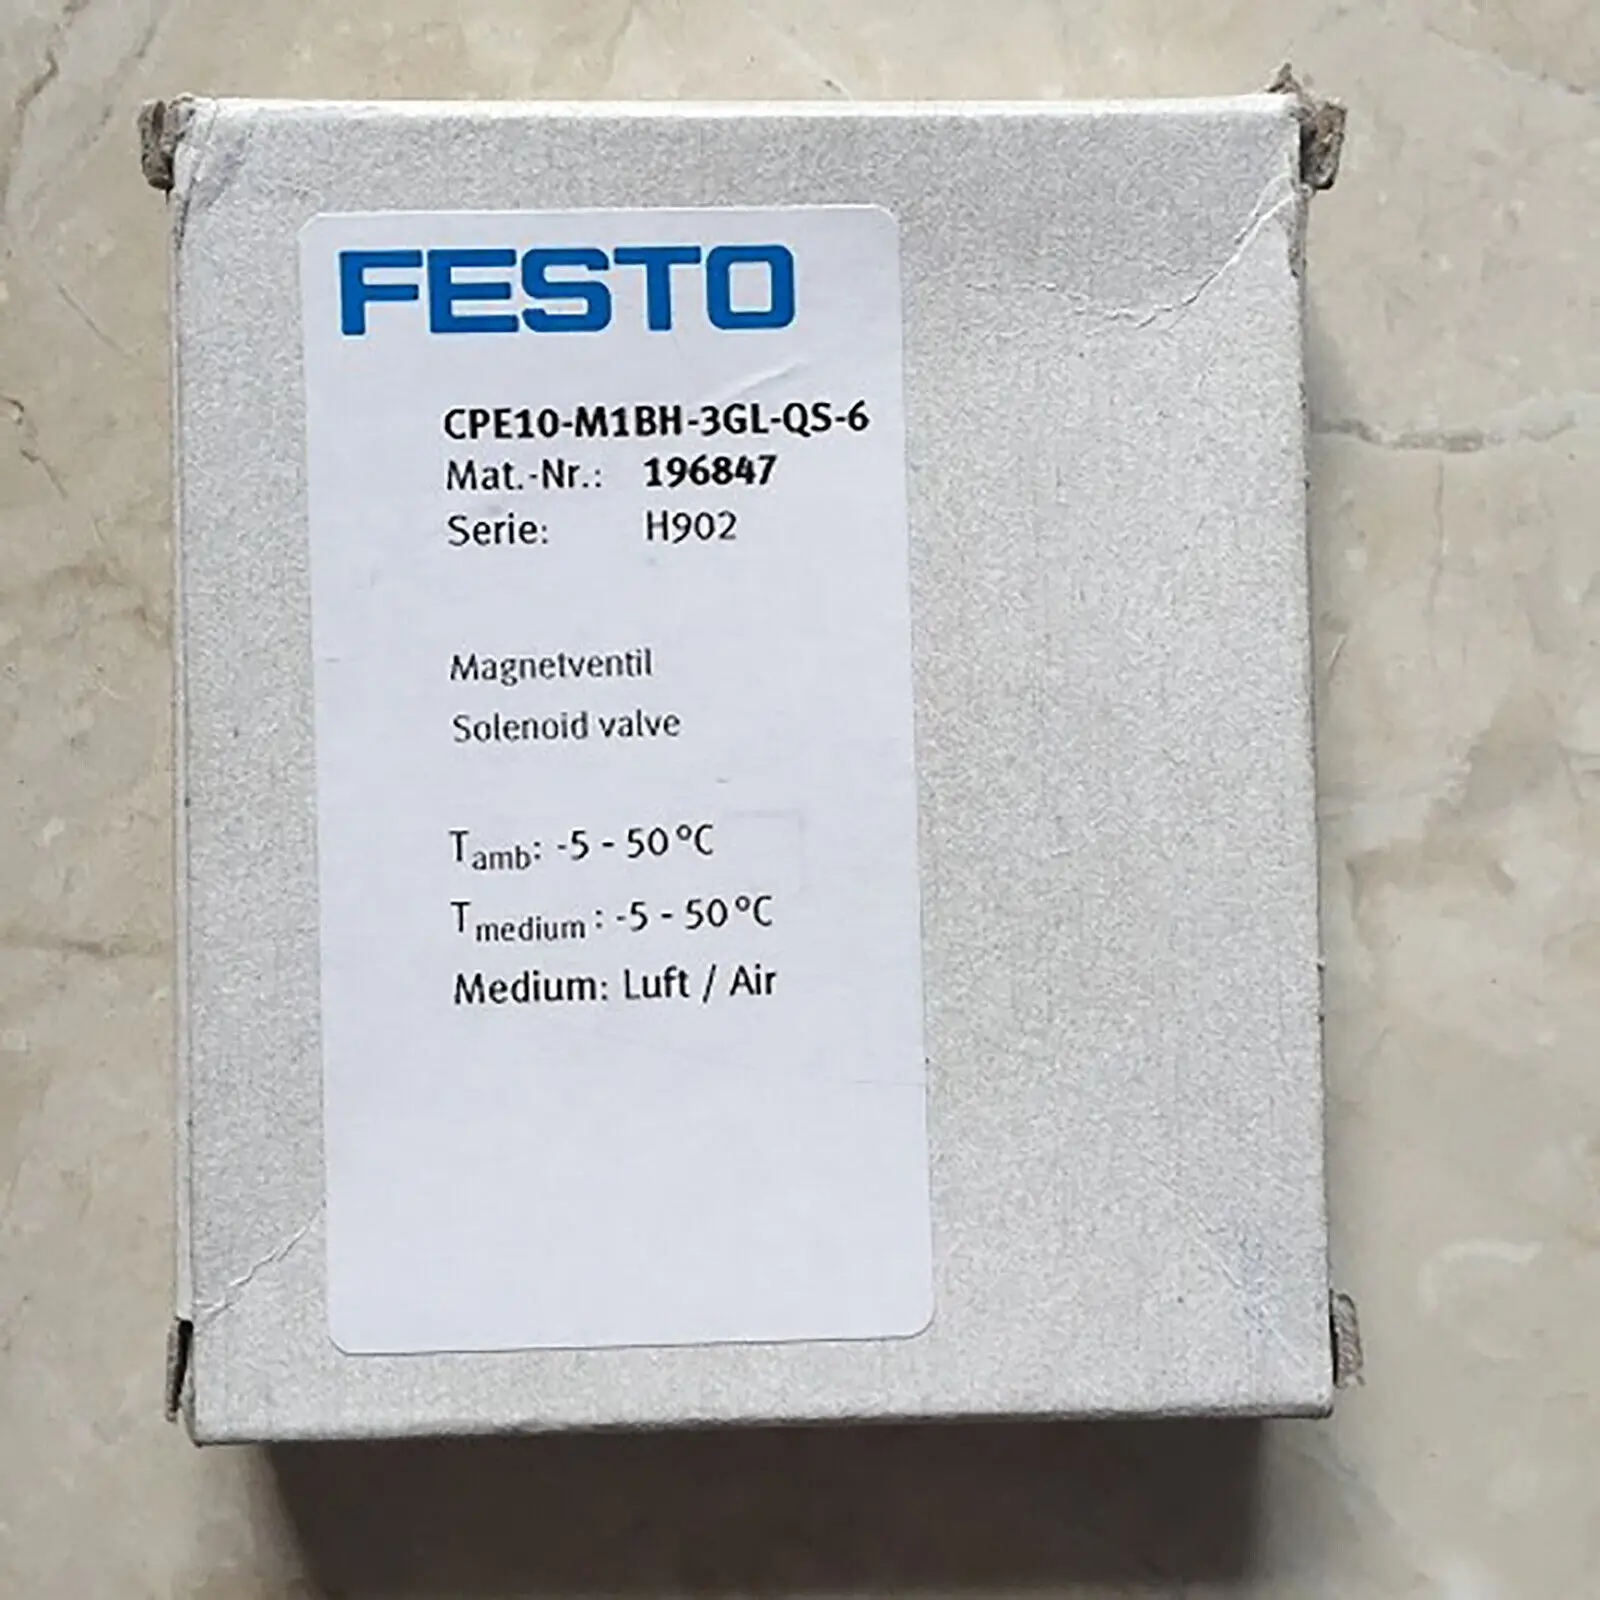 FESTO
CPE10-M1BH-3GL-QS-6
Mat.-Nr.: 196847
Serie: H902
Magnetventil
Solenoid valve
Tamb: -5 - 50°C
Tmedium: -5 - 50°C
Medium: Luft / Air